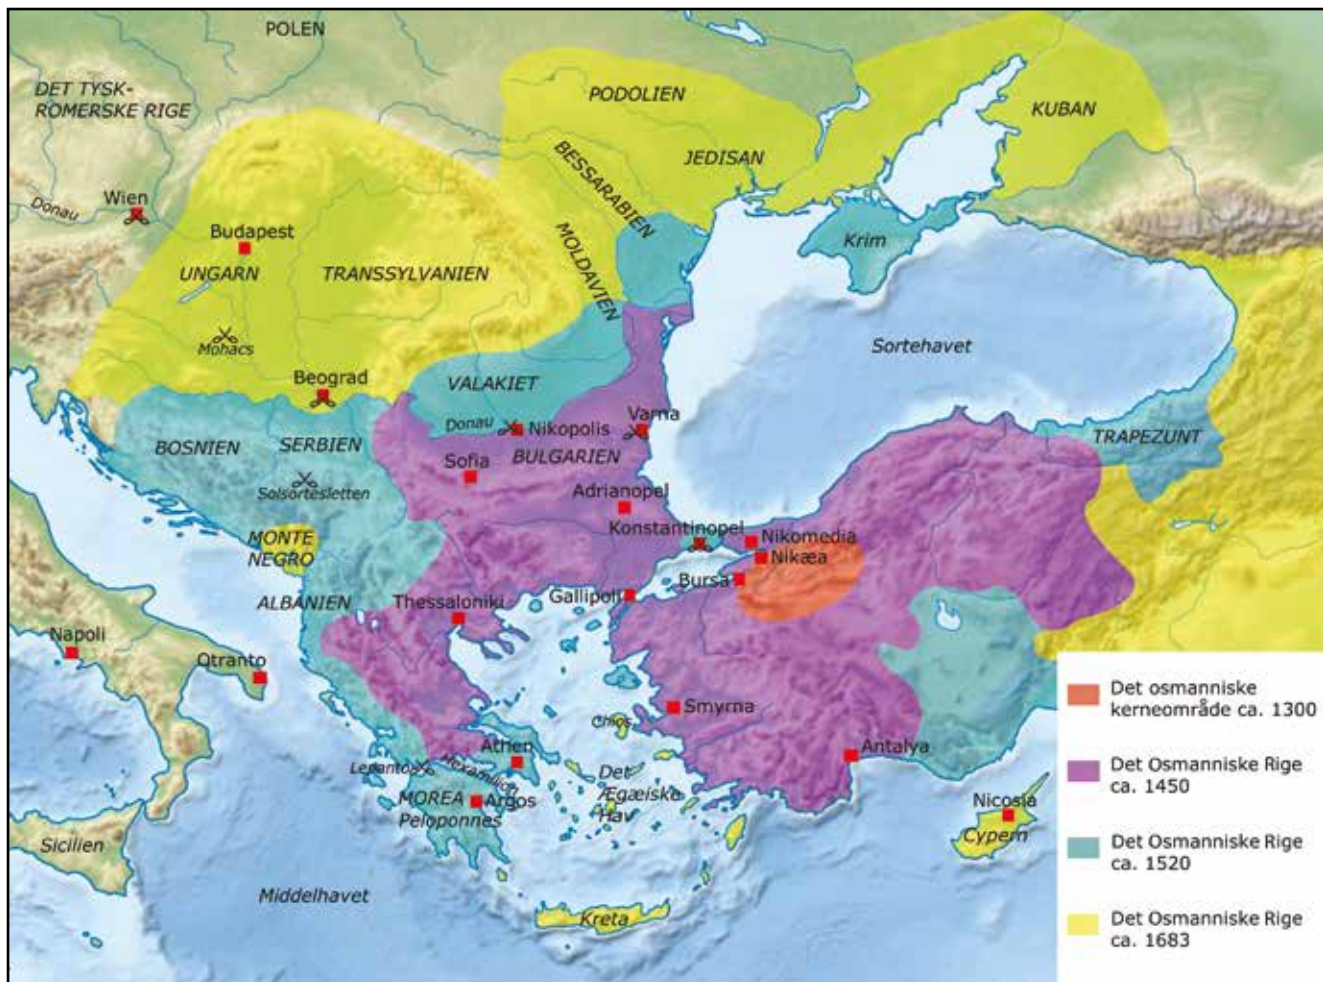 POLEN
DET TYSK-
ROMERSKE RIGE
PODOLIEN
KUBAN
JEDISAN
BESSARABIEN
Wien
Donau
Budapest
UNGARN
TRANSSYLVANIEN
MOLDAVIEN
Krim
Mohacs
Sortehavet
Beograd
VALAKIET
Donau
Nikopolis
Varna
BOSNIEN
SERBIEN
BULGARIEN
TRAPEZUNT
Sofia
Solsortesletten
Adrianopel
Konstantinopel
Nikomedia
MONTE
NEGRO
Nikæa
Bursa
ALBANIEN
Thessaloniki
Gallipoli
Napoli
Otranto
Smyrna
Chios
Athen
Antalya
Lepanto
Hexamilion
Det
Ægæiske
Hav
MOREA
Argos
Peloponnes
Nicosia
Cypern
Sicilien
Middelhavet
Kreta
Det osmanniske
kerneområde ca. 1300
Det Osmanniske Rige
ca. 1450
Det Osmanniske Rige
ca. 1520
Det Osmanniske Rige
ca. 1683